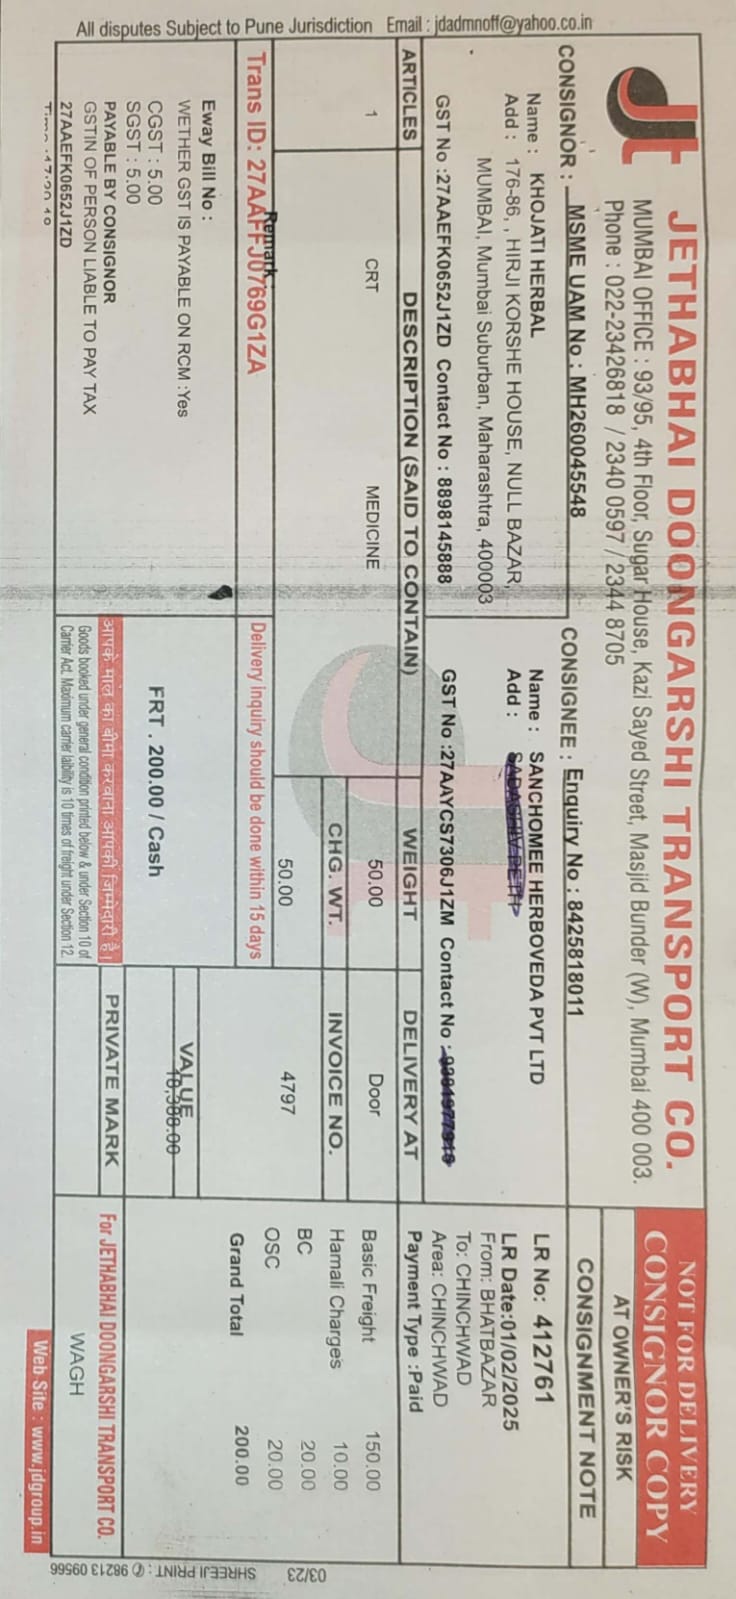 All disputes Subject to Pune Jurisdiction Email : jdadmnoff@yahoo.co.in
Jt
JETHABHAI DOONGARSHI TRANSPORT CO.
MUMBAI OFFICE : 93/95, 4th Floor, Sugar House, Kazi Sayed Street, Masjid Bunder (W), Mumbai 400 003.
Phone : 022-23426818 / 2340 0597 / 2344 8705
NOT FOR DELIVERY
CONSIGNOR COPY
AT OWNER'S RISK
CONSIGNMENT NOTE
CONSIGNOR : MSME UAM No : MH260045548
Name : KHOJATI HERBAL
Add : 176-86, , HIRJI KORSHE HOUSE, NULL BAZAR,
MUMBAI, Mumbai Suburban, Maharashtra, 400003
GST No :27AAEFK0652J1ZD Contact No : 8898145888
CONSIGNEE : Enquiry No : 8425818011
Name : SANCHOMEE HERBOVEDA PVT LTD
Add : SADASHIV PETH
GST No :27AAYCS7306J1ZM Contact No :
LR No: 412761
LR Date:01/02/2025
From: BHATBAZAR
To: CHINCHWAD
Area: CHINCHWAD
Payment Type :Paid
ARTICLES DESCRIPTION (SAID TO CONTAIN) WEIGHT DELIVERY AT
1 CRT MEDICINE 50.00 Door
CHG. WT. INVOICE NO.
50.00 4797
Basic Freight 150.00
Hamali Charges 10.00
BC 20.00
OSC 20.00
Grand Total 200.00
Remark :
Trans ID: 27AAFFJ0769G1ZA
Delivery inquiry should be done within 15 days
Eway Bill No :
WETHER GST IS PAYABLE ON RCM :Yes
CGST : 5.00
SGST : 5.00
PAYABLE BY CONSIGNOR
GSTIN OF PERSON LIABLE TO PAY TAX
27AAEFK0652J1ZD
FRT . 200.00 / Cash
आपके माल का बीमा करवाना आपकी जिम्मेदारी है।
Goods booked under general condition printed below & under Section 10 of
Carrier Act. Maximum carrier laibility is 10 times of freight under Section 12.
VALUE
18,388.00
PRIVATE MARK
For JETHABHAI DOONGARSHI TRANSPORT CO.
WAGH
Web Site : www.jdgroup.in
03/23 SHREEJI PRINT : ✆ 98213 09566